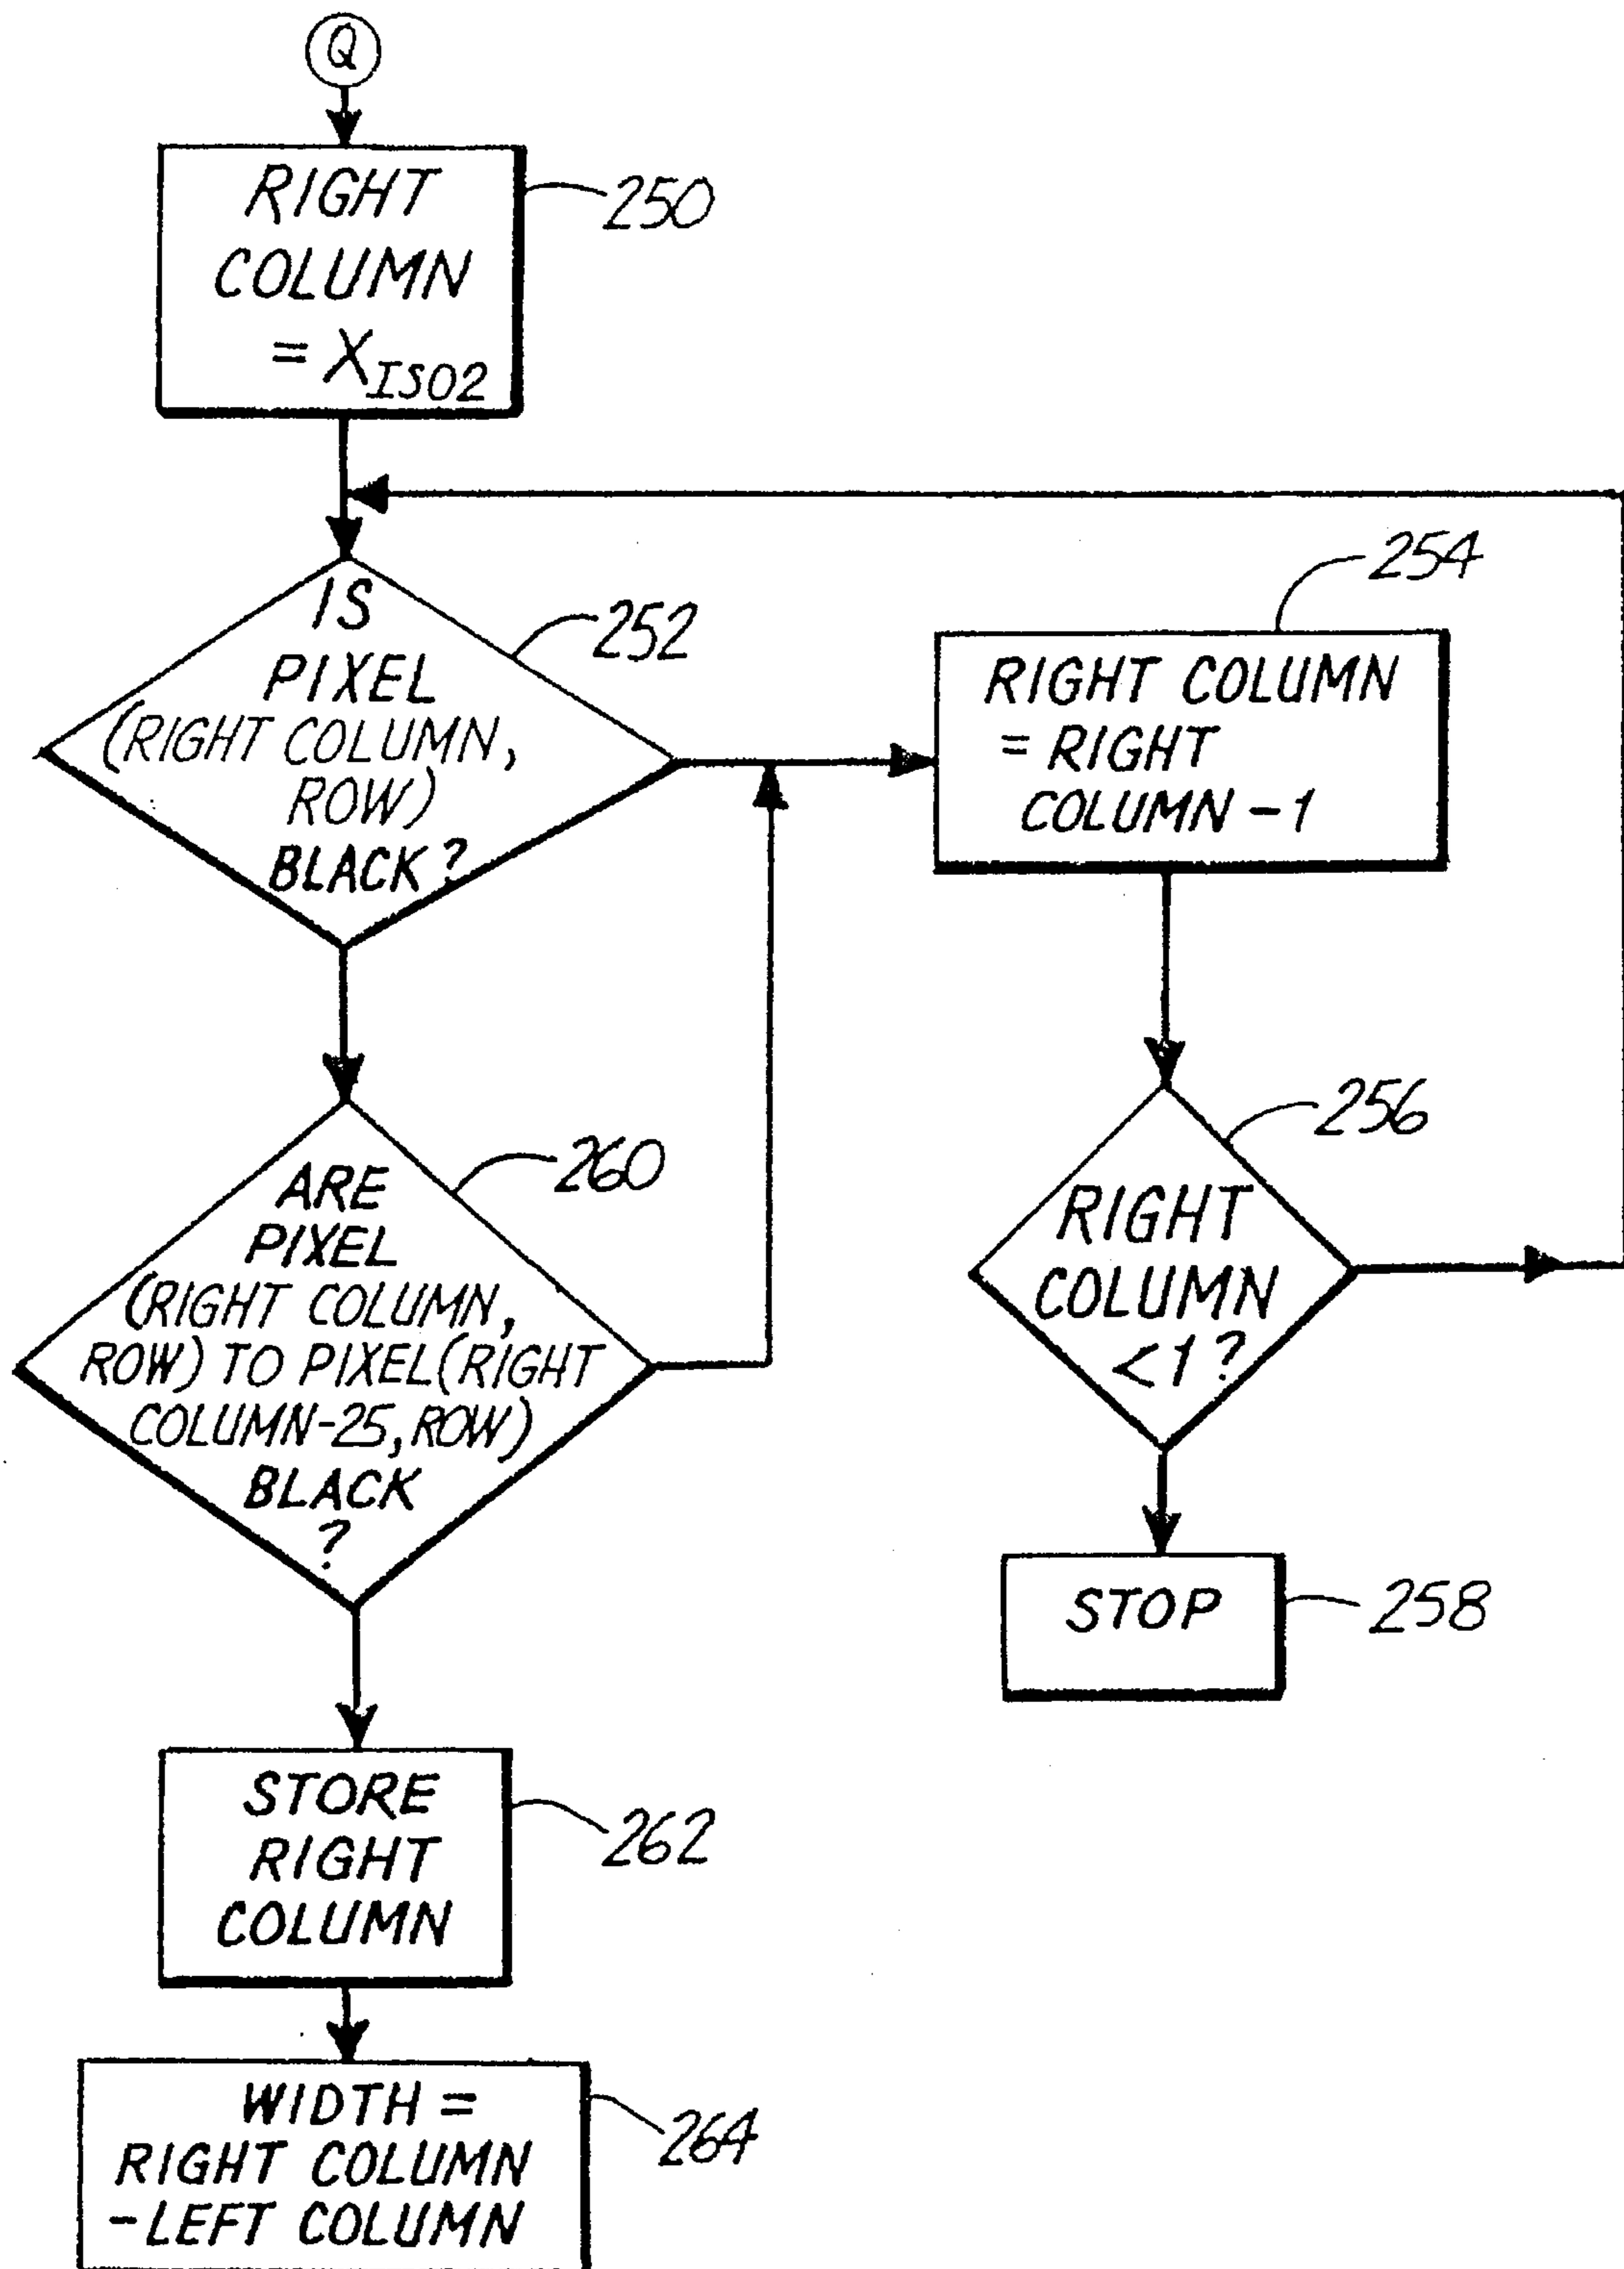 Q
RIGHT
COLUMN
= XISO2
250
IS
PIXEL
(RIGHT COLUMN,
ROW)
BLACK?
252
RIGHT COLUMN
= RIGHT
COLUMN -1
254
RIGHT
COLUMN
<1?
256
STOP
258
ARE
PIXEL
(RIGHT COLUMN,
ROW) TO PIXEL(RIGHT
COLUMN-25, ROW)
BLACK
?
260
STORE
RIGHT
COLUMN
262
WIDTH =
RIGHT COLUMN
-LEFT COLUMN
264